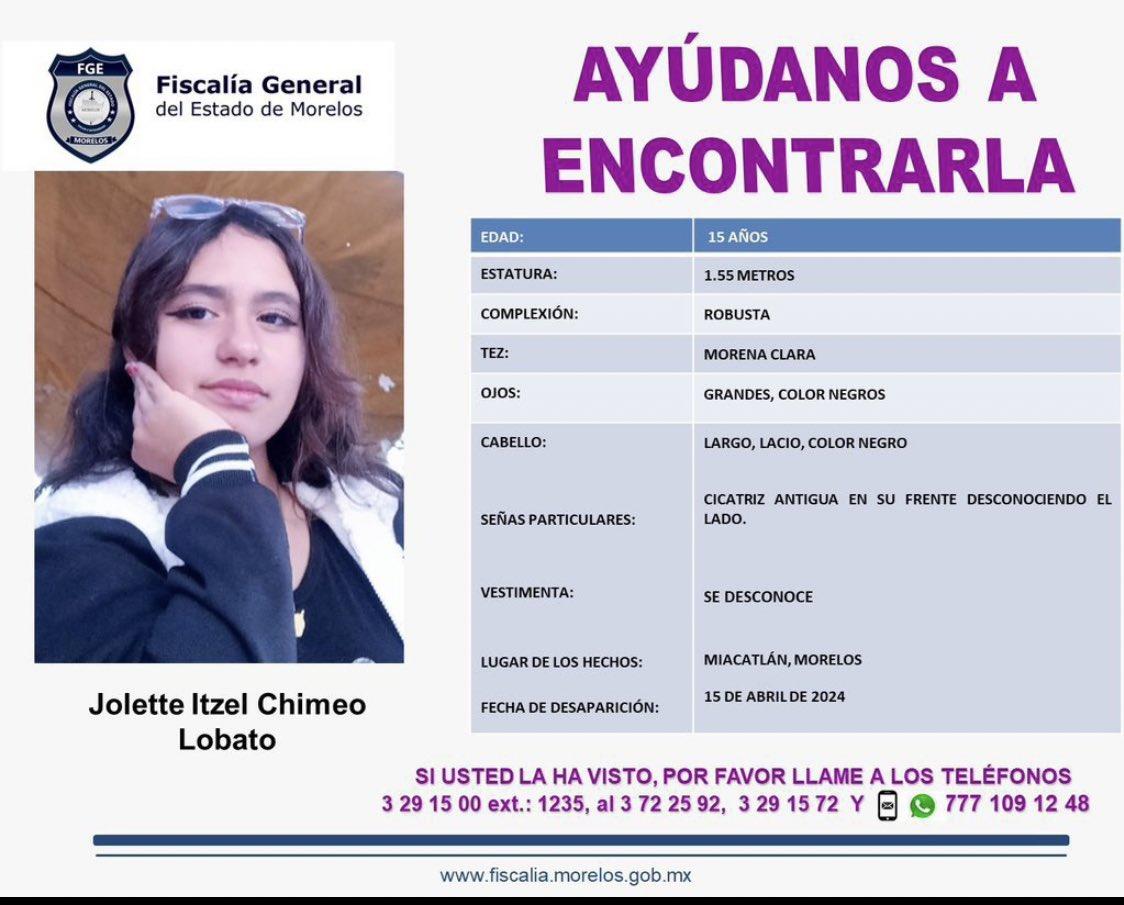 FGE
MORELOS
Fiscalía General
del Estado de Morelos
AYÚDANOS A
ENCONTRARLA
EDAD: 15 AÑOS
ESTATURA: 1.55 METROS
COMPLEXIÓN: ROBUSTA
TEZ: MORENA CLARA
OJOS: GRANDES, COLOR NEGROS
CABELLO: LARGO, LACIO, COLOR NEGRO
SEÑAS PARTICULARES: CICATRIZ ANTIGUA EN SU FRENTE DESCONOCIENDO EL
LADO.
VESTIMENTA: SE DESCONOCE
LUGAR DE LOS HECHOS: MIACATLÁN, MORELOS
FECHA DE DESAPARICIÓN: 15 DE ABRIL DE 2024
Jolette Itzel Chimeo
Lobato
SI USTED LA HA VISTO, POR FAVOR LLAME A LOS TELÉFONOS
3 29 15 00 ext.: 1235, al 3 72 25 92, 3 29 15 72 Y 777 109 12 48
www.fiscalia.morelos.gob.mx